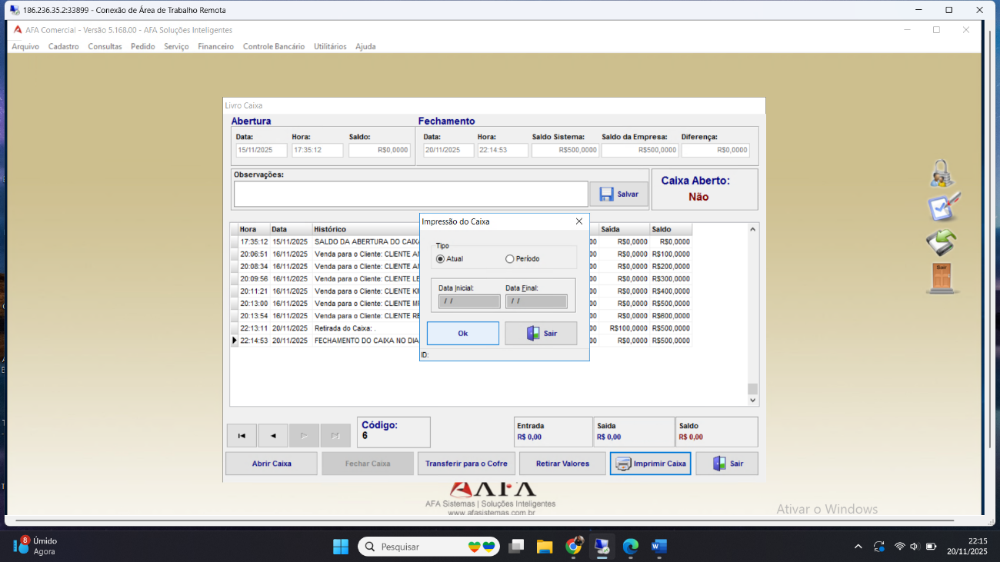 186.236.35.2:33899 - Conexão de Área de Trabalho Remota
AFA Comercial - Versão 5.168.00 - AFA Soluções Inteligentes
Arquivo Cadastro Consultas Pedido Serviço Financeiro Controle Bancário Utilitários Ajuda
Livro Caixa
Abertura Fechamento
Data: Hora: Saldo: Data: Hora: Saldo Sistema: Saldo da Empresa: Diferença:
15/11/2025 17:35:12 R$0,0000 20/11/2025 22:14:53 R$500,0000 R$500,0000 R$0,0000
Observações:
Salvar
Caixa Aberto:
Não
Hora Data Histórico Saída Saldo
17:35:12 15/11/2025 SALDO DA ABERTURA DO CAIXA 00 R$0,0000 R$0,0000
20:06:51 16/11/2025 Venda para o Cliente: CLIENTE 00 R$0,0000 R$100,0000
20:08:34 16/11/2025 Venda para o Cliente: CLIENTE 00 R$0,0000 R$200,0000
20:09:56 16/11/2025 Venda para o Cliente: CLIENTE LE 00 R$0,0000 R$300,0000
20:11:21 16/11/2025 Venda para o Cliente: CLIENTE 00 R$0,0000 R$400,0000
20:13:00 16/11/2025 Venda para o Cliente: CLIENTE 00 R$0,0000 R$500,0000
20:13:54 16/11/2025 Venda para o Cliente: CLIENTE RE 00 R$0,0000 R$600,0000
22:13:11 20/11/2025 Retirada do Caixa: . 00 R$100,0000 R$500,0000
22:14:53 20/11/2025 FECHAMENTO DO CAIXA NO DIA 00 R$0,0000 R$500,0000
Impressão do Caixa
Tipo
Atual Período
Data Inicial: Data Final:
/ / / /
Ok Sair
ID:
Código:
6
Entrada Saída Saldo
R$ 0,00 R$ 0,00 R$ 0,00
Abrir Caixa Fechar Caixa Transferir para o Cofre Retirar Valores Imprimir Caixa Sair
Sair
AFA
AFA Sistemas | Soluções Inteligentes
www.afasistemas.com.br
Ativar o Windows
8
Úmido
Agora
Pesquisar
22:15
20/11/2025